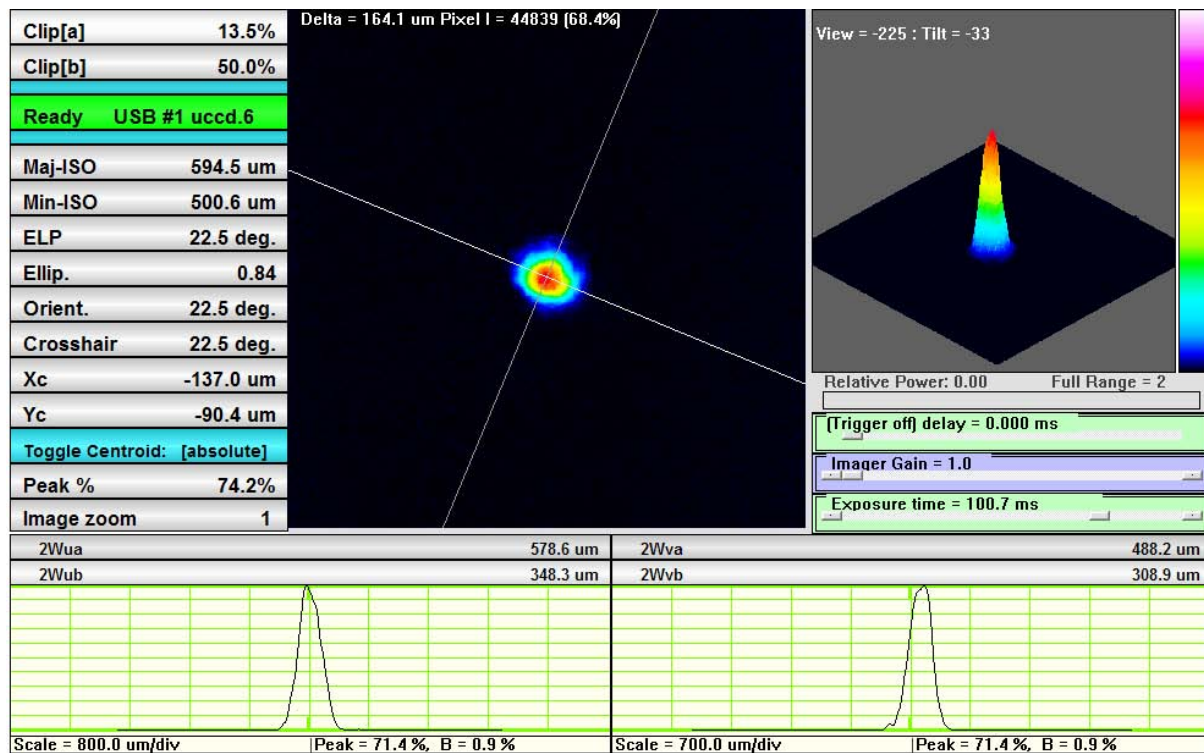 Clip[a] 13.5%
Clip[b] 50.0%
Ready USB #1 uccd.6
Maj-ISO 594.5 um
Min-ISO 500.6 um
ELP 22.5 deg.
Ellip. 0.84
Orient. 22.5 deg.
Crosshair 22.5 deg.
Xc -137.0 um
Yc -90.4 um
Toggle Centroid: [absolute]
Peak % 74.2%
Image zoom 1
Delta = 164.1 um Pixel I = 44839 (68.4%)
View = -225 : Tilt = -33
Relative Power: 0.00 Full Range = 2
(Trigger off) delay = 0.000 ms
Imager Gain = 1.0
Exposure time = 100.7 ms
2Wua 578.6 um
2Wub 348.3 um
Scale = 800.0 um/div Peak = 71.4 %, B = 0.9 %
2Wva 488.2 um
2Wvb 308.9 um
Scale = 700.0 um/div Peak = 71.4 %, B = 0.9 %